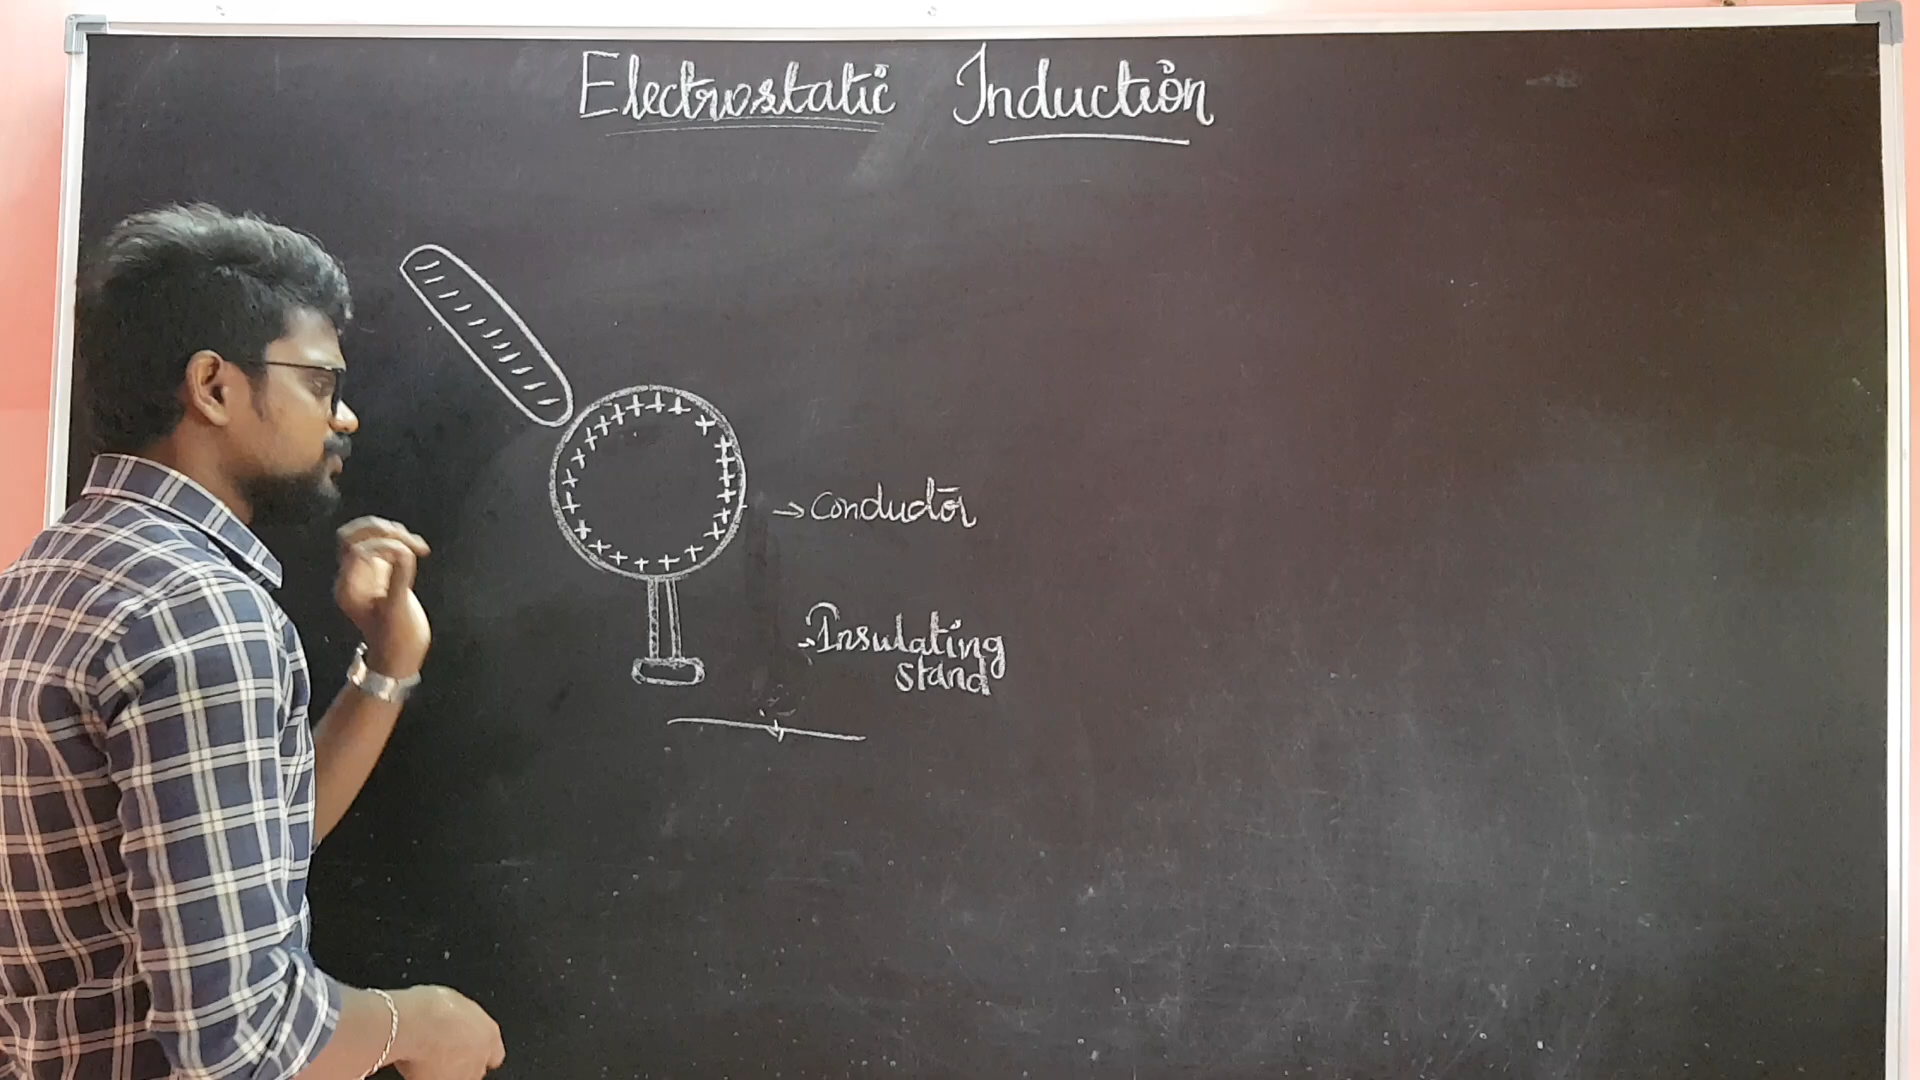 Electrostatic Induction
→ Conductor
→ Insulating
stand